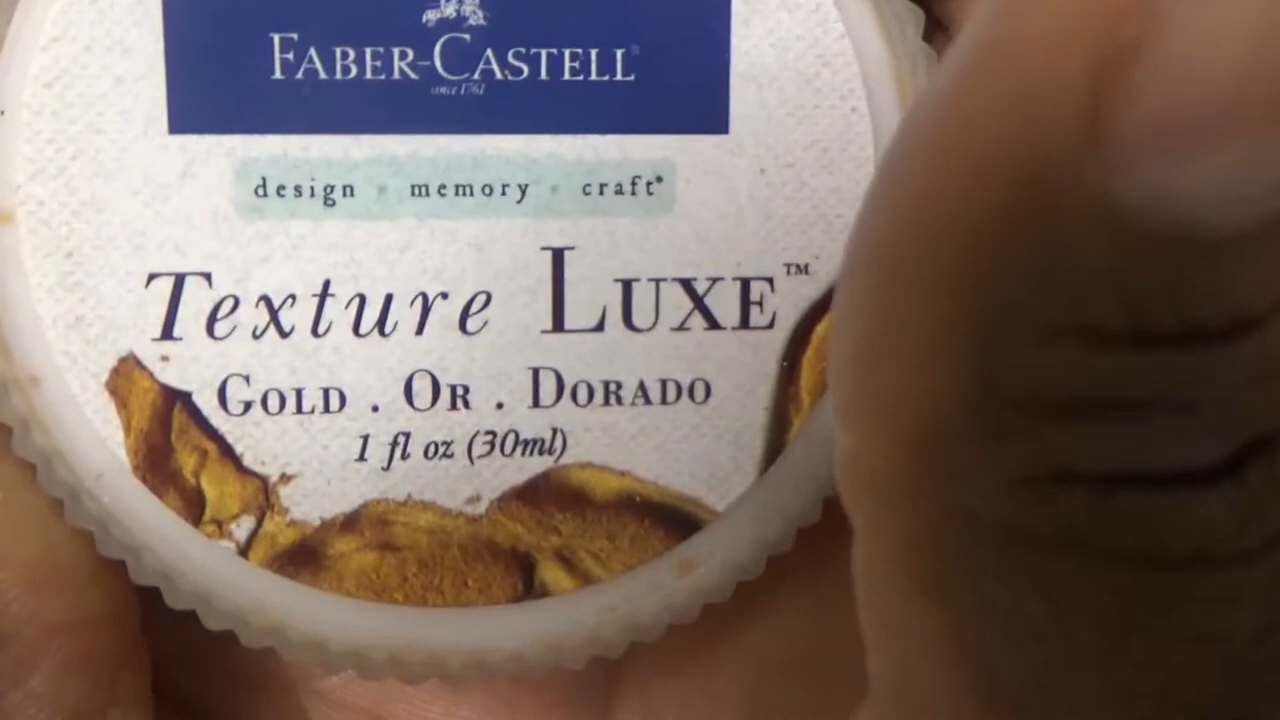 FABER-CASTELL
since 1761
design memory craft®
Texture LUXE™
GOLD . OR . DORADO
1 fl oz (30ml)